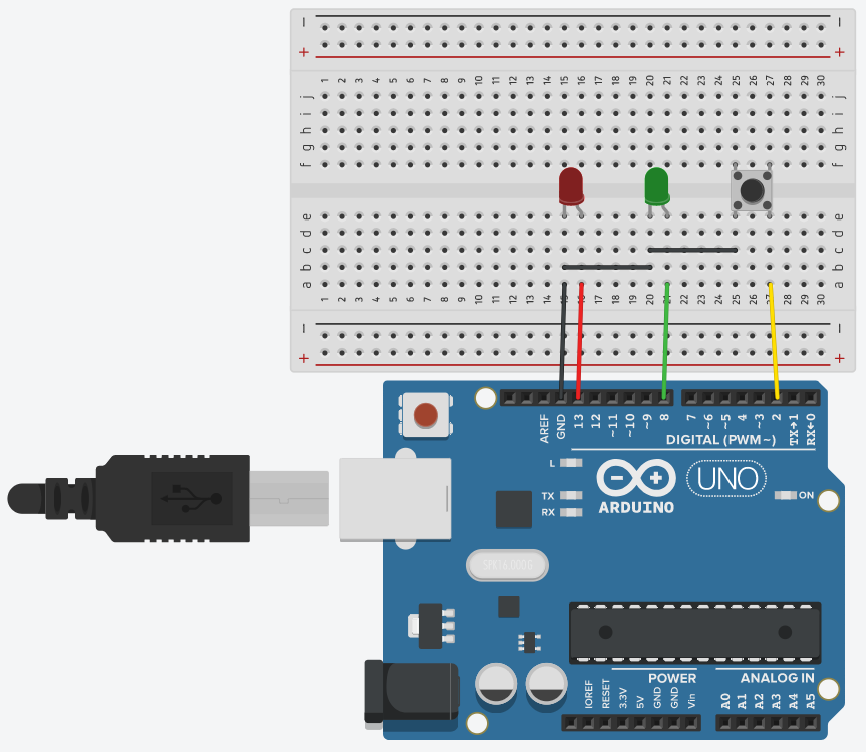 − −
+ +
1 2 3 4 5 6 7 8 9 10 11 12 13 14 15 16 17 18 19 20 21 22 23 24 25 26 27 28 29 30
j j
i i
h h
g g
f f
e e
d d
c c
b b
a a
1 2 3 4 5 6 7 8 9 10 11 12 13 14 15 16 17 18 19 20 21 22 23 24 25 26 27 28 29 30
− −
+ +
AREF GND 13 12 ~11 ~10 ~9 8 7 ~6 ~5 4 ~3 2 TX→1 RX←0
DIGITAL (PWM~)
L
TX
RX
− +
UNO
ON
ARDUINO
SPK16.000G
POWER ANALOG IN
IOREF RESET 3.3V 5V GND GND Vin A0 A1 A2 A3 A4 A5